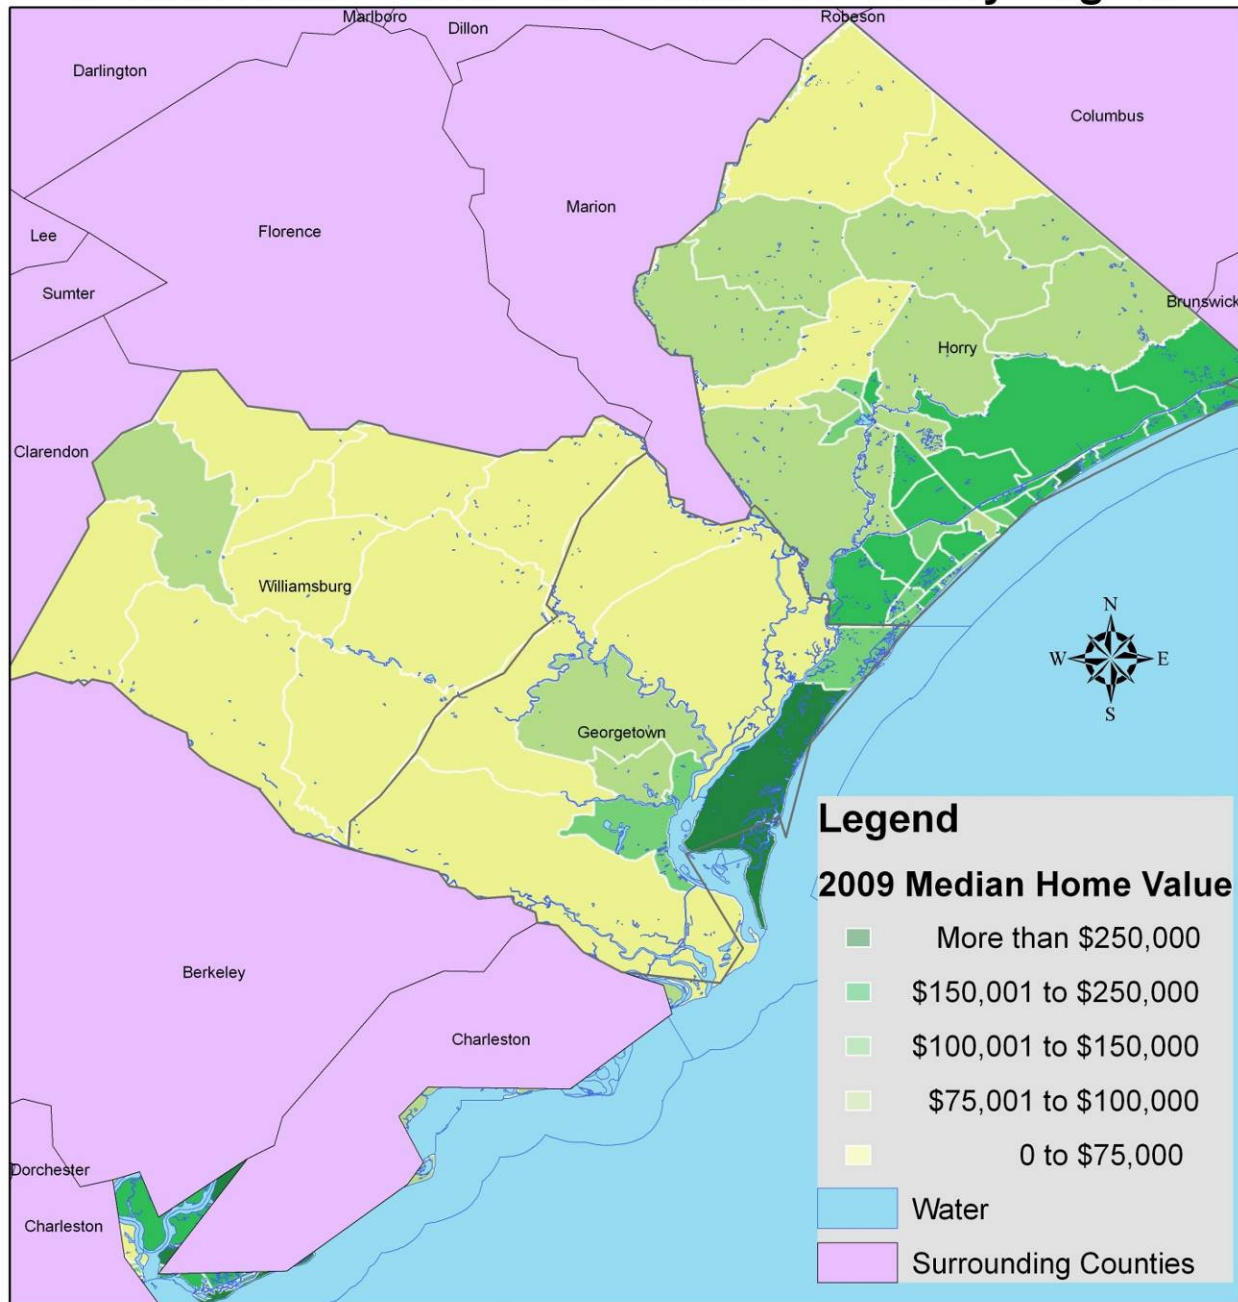 Marlboro
Robeson
Dillon
Darlington
Columbus
Marion
Lee
Florence
Sumter
Brunswick
Horry
Clarendon
Williamsburg
N
W E
S
Georgetown
Legend
2009 Median Home Value
More than $250,000
$150,001 to $250,000
$100,001 to $150,000
$75,001 to $100,000
0 to $75,000
Water
Surrounding Counties
Berkeley
Charleston
Dorchester
Charleston